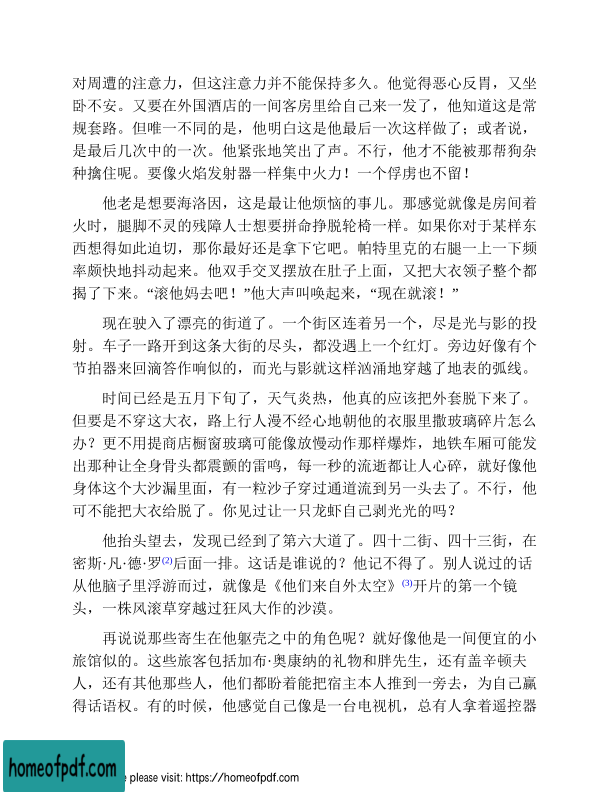 对周遭的注意力，但这注意力并不能保持多久。他觉得恶心反胃，又坐
卧不安。又要在外国酒店的一间客房里给自己来一发了，他知道这是常
规套路。但唯一不同的是，他明白这是他最后一次这样做了；或者说，
是最后几次中的一次。他紧张地笑出了声。不行，他才不能被那帮狗杂
种擒住呢。要像火焰发射器一样集中火力！一个俘虏也不留！
他老是想要海洛因，这是最让他烦恼的事儿。那感觉就像是房间着
火时，腿脚不灵的残障人士想要拼命挣脱轮椅一样。如果你对于某样东
西想得如此迫切，那你最好还是拿下它吧。帕特里克的右腿一上一下频
率颇快地抖动起来。他双手交叉摆放在肚子上面，又把大衣领子整个都
揭了下来。“滚他妈去吧！”他大声叫唤起来，“现在就滚！”
现在驶入了漂亮的街道了。一个街区连着另一个，尽是光与影的投
射。车子一路开到这条大街的尽头，都没遇上一个红灯。旁边好像有个
节拍器来回滴答作响似的，而光与影就这样汹涌地穿越了地表的弧线。
时间已经是五月下旬了，天气炎热，他真的应该把外套脱下来了。
但要是不穿这大衣，路上行人漫不经心地朝他的衣服里撒玻璃碎片怎么
办？更不用提商店橱窗玻璃可能像放慢动作那样爆炸，地铁车厢可能发
出那种让全身骨头都震颤的雷鸣，每一秒的流逝都让人心碎，就好像他
身体这个大沙漏里面，有一粒沙子穿过通道流到另一头去了。不行，他
可不能把大衣给脱了。你见过让一只龙虾自己剥光光的吗？
他抬头望去，发现已经到了第六大道了。四十二街、四十三街，在
密斯·凡·德·罗(2)后面一排。这话是谁说的？他记不得了。别人说过的话
从他脑子里浮游而过，就像是《他们来自外太空》(3)开片的第一个镜
头，一株风滚草穿越过狂风大作的沙漠。
再说说那些寄生在他躯壳之中的角色呢？就好像他是一间便宜的小
旅馆似的。这些旅客包括加布·奥康纳的礼物和胖先生，还有盖辛顿夫
人，还有其他那些人，他们都盼着能把宿主本人推到一旁去，为自己赢
得话语权。有的时候，他感觉自己像是一台电视机，总有人拿着遥控器
homeofpdf.com
e please visit: https://homeofpdf.com